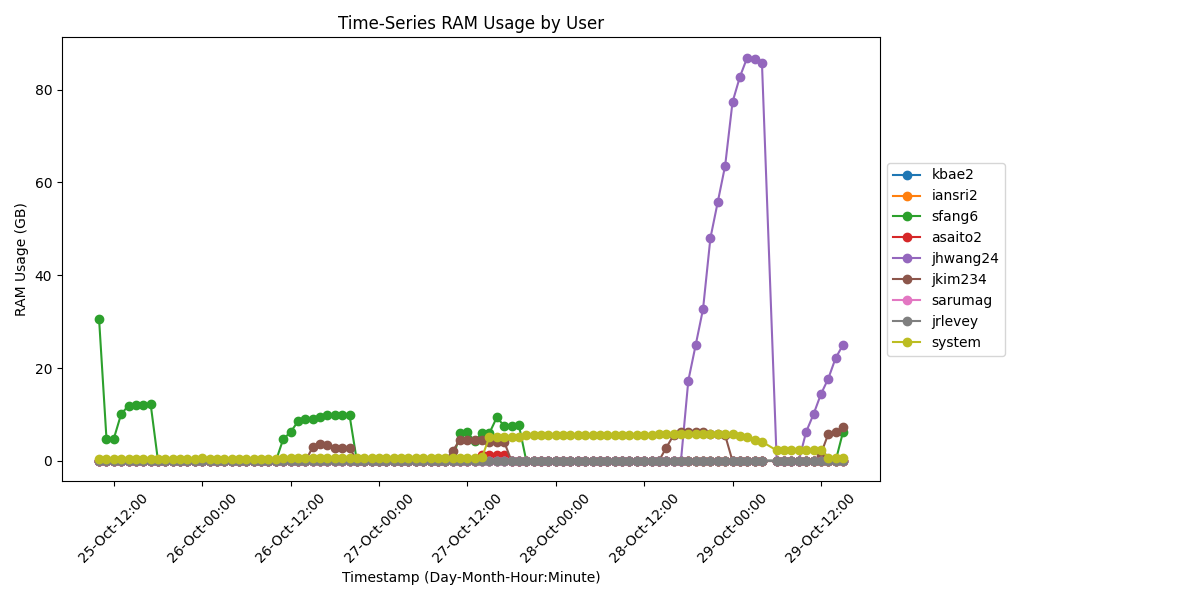 Time-Series RAM Usage by User
RAM Usage (GB)
80
60
40
20
0
25-Oct-12:00
26-Oct-00:00
26-Oct-12:00
27-Oct-00:00
27-Oct-12:00
28-Oct-00:00
28-Oct-12:00
29-Oct-00:00
29-Oct-12:00
Timestamp (Day-Month-Hour:Minute)
kbae2
iansri2
sfang6
asaito2
jhwang24
jkim234
sarumag
jrlevey
system